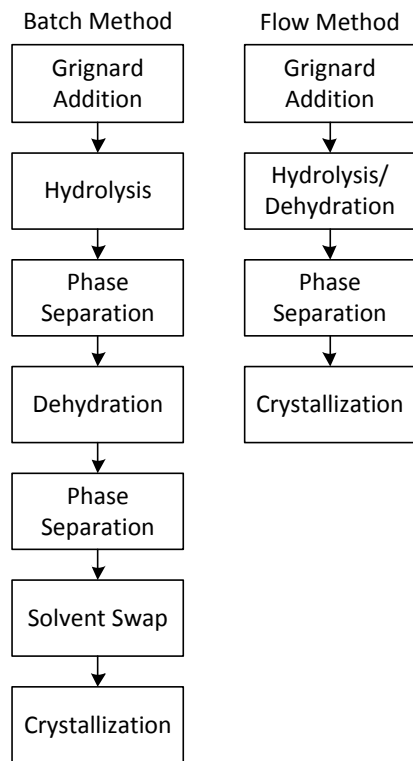 Batch Method
Grignard
Addition
Hydrolysis
Phase
Separation
Dehydration
Phase
Separation
Solvent Swap
Crystallization
Flow Method
Grignard
Addition
Hydrolysis/
Dehydration
Phase
Separation
Crystallization